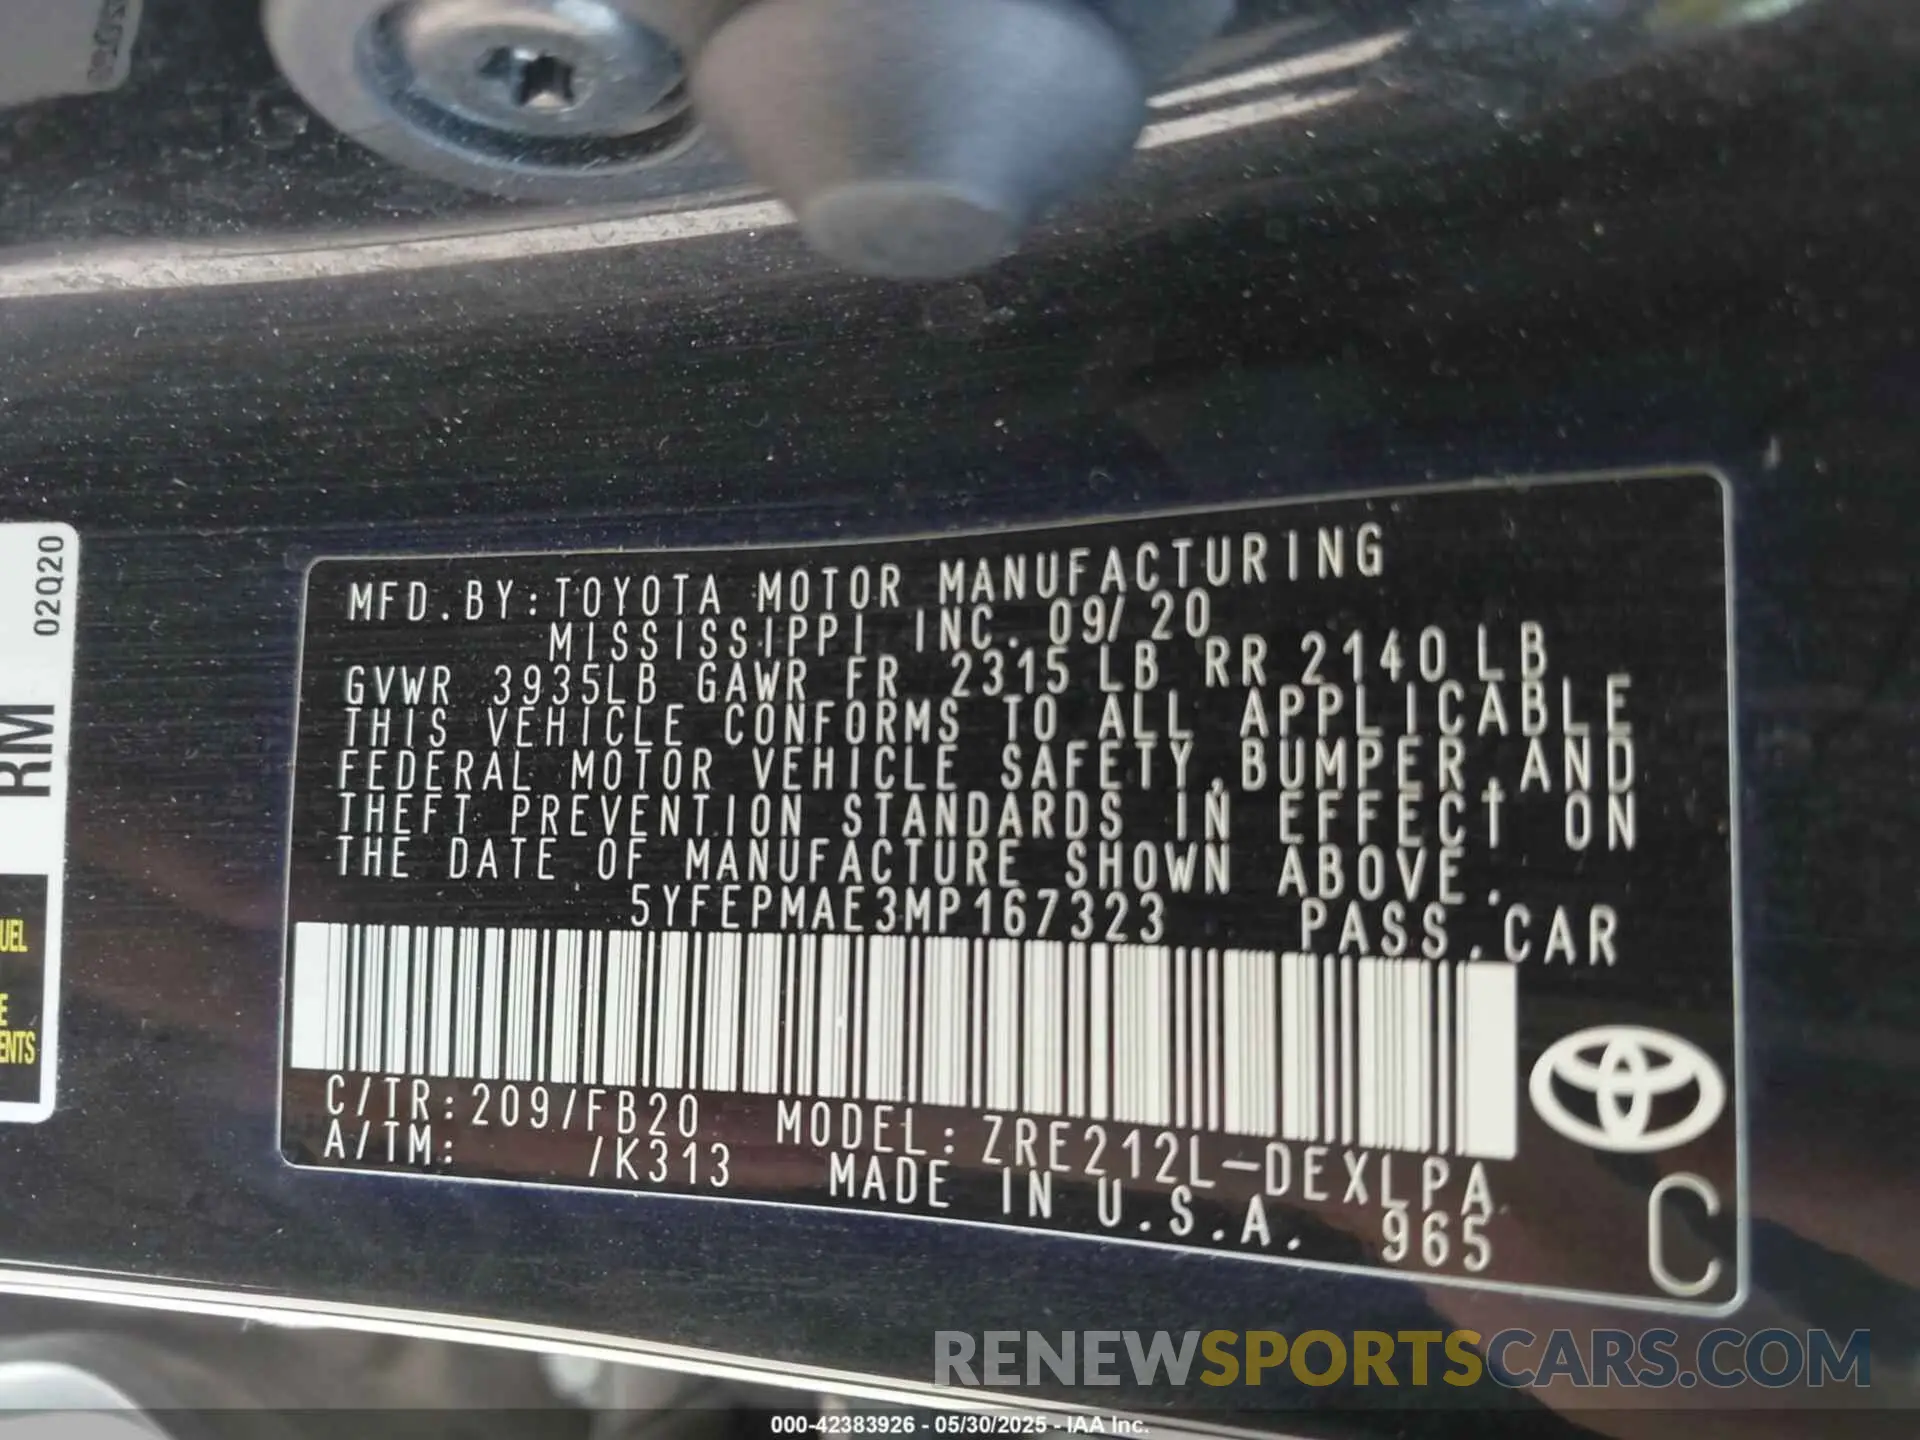 02Q20
RM
UEL
E
ENTS
MFD.BY:TOYOTA MOTOR MANUFACTURING
MISSISSIPPI INC. 09/20
GVWR 3935LB GAWR FR 2315LB RR 2140LB
THIS VEHICLE CONFORMS TO ALL APPLICABLE
FEDERAL MOTOR VEHICLE SAFETY,BUMPER,AND
THEFT PREVENTION STANDARDS IN EFFECT ON
THE DATE OF MANUFACTURE SHOWN ABOVE.
5YFEPMAE3MP167323 PASS.CAR
C/TR:209/FB20 MODEL:ZRE212L-DEXLPA
A/TM: /K313 MADE IN U.S.A. 965
C
RENEWSPORTSCARS.COM
000-42383926 - 05/30/2025 - IAA Inc.